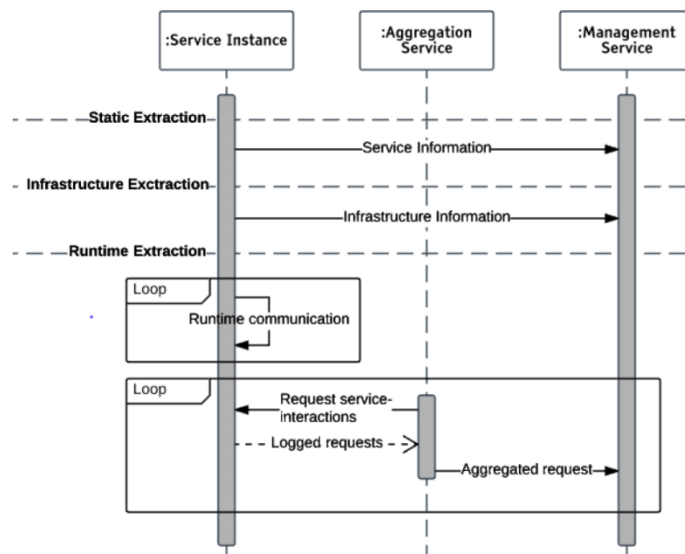 :Service Instance
:Aggregation
Service
:Management
Service
Static Extraction
Service Information
Infrastructure Exctraction
Infrastructure Information
Runtime Extraction
Loop
Runtime communication
Loop
Request service-
interactions
Logged requests
Aggregated request